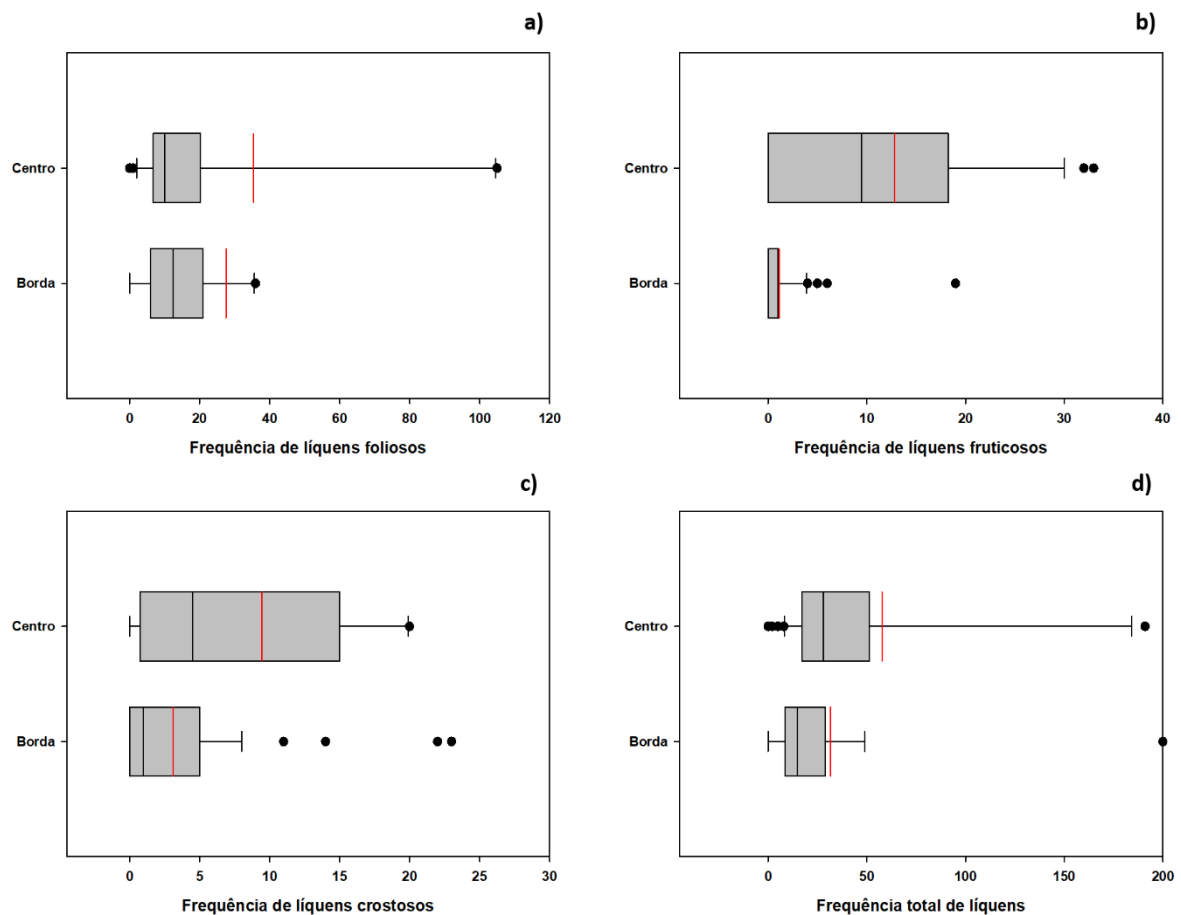 a)
Centro
Borda
0 20 40 60 80 100 120
Frequência de líquens foliosos
b)
Centro
Borda
0 10 20 30 40
Frequência de líquens fruticosos
c)
Centro
Borda
0 5 10 15 20 25 30
Frequência de líquens crostosos
d)
Centro
Borda
0 50 100 150 200
Frequência total de líquens